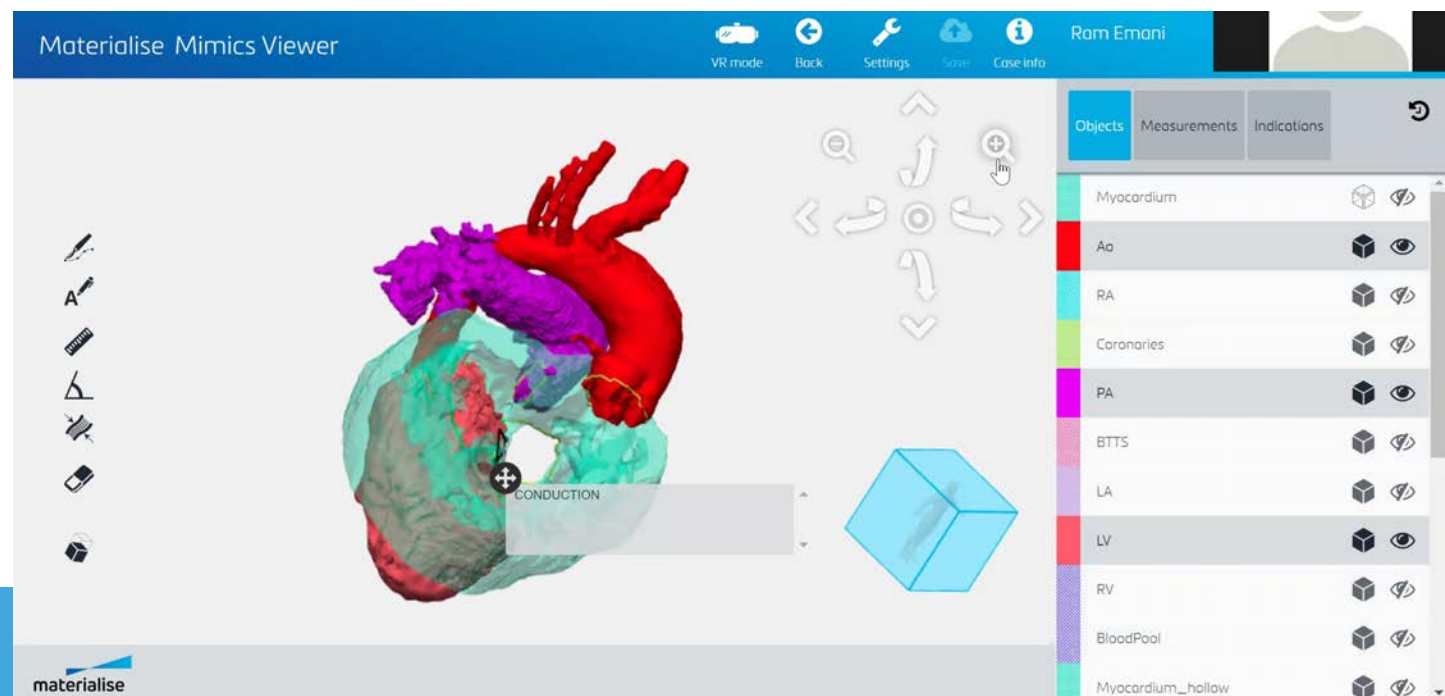 Materialise Mimics Viewer
VR mode
Back
Settings
Save
Case info
Ram Emani
Objects
Measurements
Indications
Myocardium
Ao
RA
Coronaries
PA
BTTS
LA
LV
RV
BloodPool
Myocardium_hollow
A
CONDUCTION
materialise